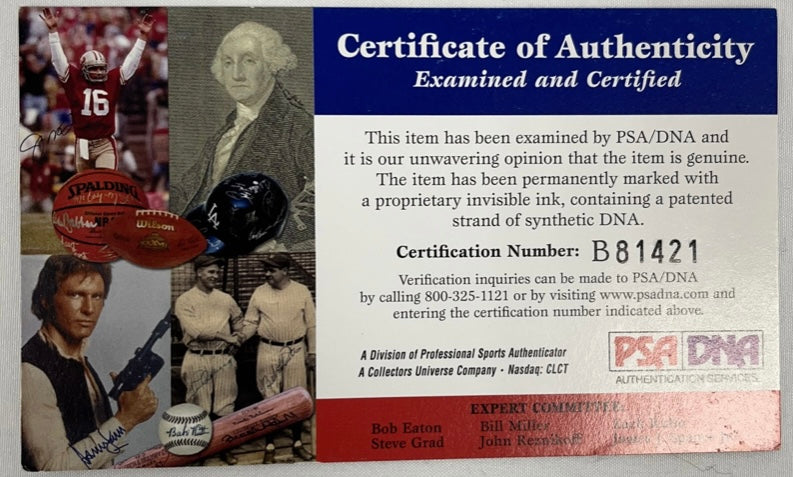 Certificate of Authenticity
Examined and Certified
16
SPALDING
Wilson
LA
Babe Ruth
This item has been examined by PSA/DNA and
it is our unwavering opinion that the item is genuine.
The item has been permanently marked with
a proprietary invisible ink, containing a patented
strand of synthetic DNA.
Certification Number: B81421
Verification inquiries can be made to PSA/DNA
by calling 800-325-1121 or by visiting www.psadna.com and
entering the certification number indicated above.
A Division of Professional Sports Authenticator
A Collectors Universe Company - Nasdaq: CLCT
PSA DNA
AUTHENTICATION SERVICES
EXPERT COMMITTEE:
Bob Eaton Bill Miller
Steve Grad John Reznikoff